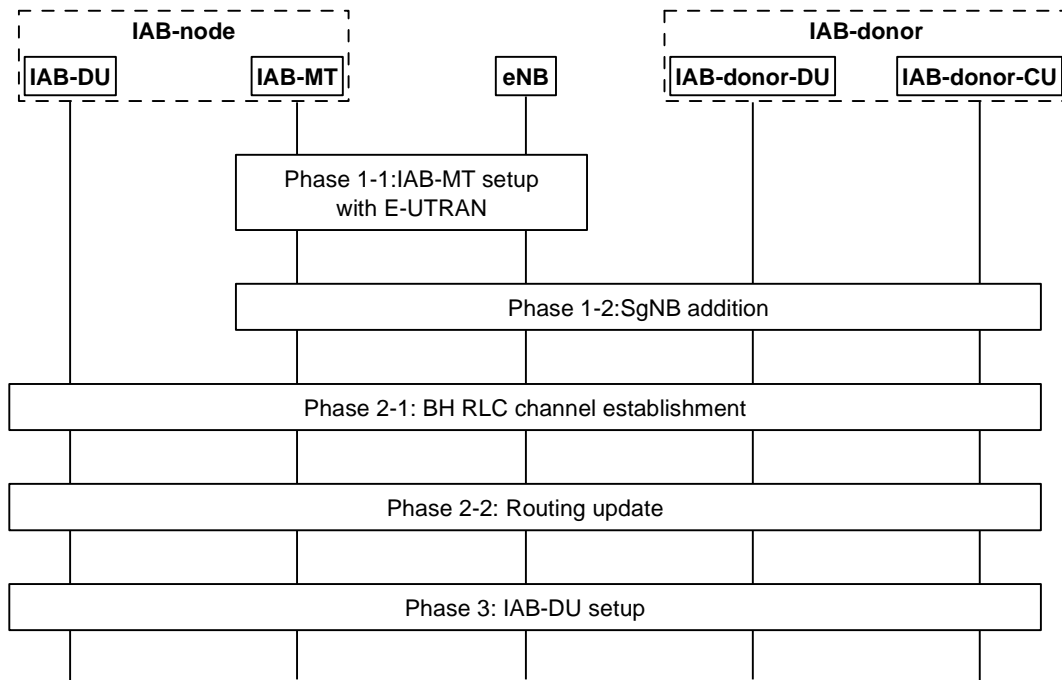 IAB-node
IAB-donor
IAB-DU
IAB-MT
eNB
IAB-donor-DU
IAB-donor-CU
Phase 1-1:IAB-MT setup
with E-UTRAN
Phase 1-2:SgNB addition
Phase 2-1: BH RLC channel establishment
Phase 2-2: Routing update
Phase 3: IAB-DU setup